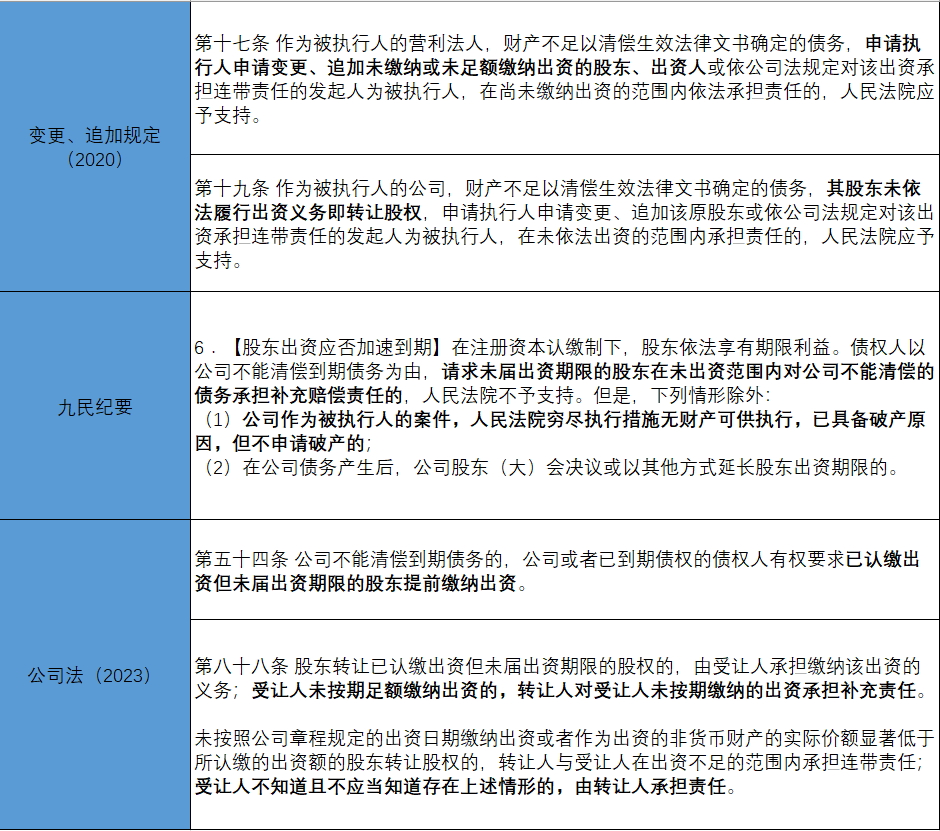 变更、追加规定
（2020）
第十七条 作为被执行人的营利法人，财产不足以清偿生效法律文书确定的债务，申请执
行人申请变更、追加未缴纳或未足额缴纳出资的股东、出资人或依公司法规定对该出资承
担连带责任的发起人为被执行人，在尚未缴纳出资的范围内依法承担责任的，人民法院应
予支持。
第十九条 作为被执行人的公司，财产不足以清偿生效法律文书确定的债务，其股东未依
法履行出资义务即转让股权，申请执行人申请变更、追加该原股东或依公司法规定对该出
资承担连带责任的发起人为被执行人，在未依法出资的范围内承担责任的，人民法院应予
支持。
九民纪要
6．【股东出资应否加速到期】在注册资本认缴制下，股东依法享有期限利益。债权人以
公司不能清偿到期债务为由，请求未届出资期限的股东在未出资范围内对公司不能清偿的
债务承担补充赔偿责任的，人民法院不予支持。但是，下列情形除外：
（1）公司作为被执行人的案件，人民法院穷尽执行措施无财产可供执行，已具备破产原
因，但不申请破产的；
（2）在公司债务产生后，公司股东（大）会决议或以其他方式延长股东出资期限的。
公司法（2023）
第五十四条 公司不能清偿到期债务的，公司或者已到期债权的债权人有权要求已认缴出
资但未届出资期限的股东提前缴纳出资。
第八十八条 股东转让已认缴出资但未届出资期限的股权的，由受让人承担缴纳该出资的
义务；受让人未按期足额缴纳出资的，转让人对受让人未按期缴纳的出资承担补充责任。
未按照公司章程规定的出资日期缴纳出资或者作为出资的非货币财产的实际价额显著低于
所认缴的出资额的股东转让股权的，转让人与受让人在出资不足的范围内承担连带责任；
受让人不知道且不应当知道存在上述情形的，由转让人承担责任。